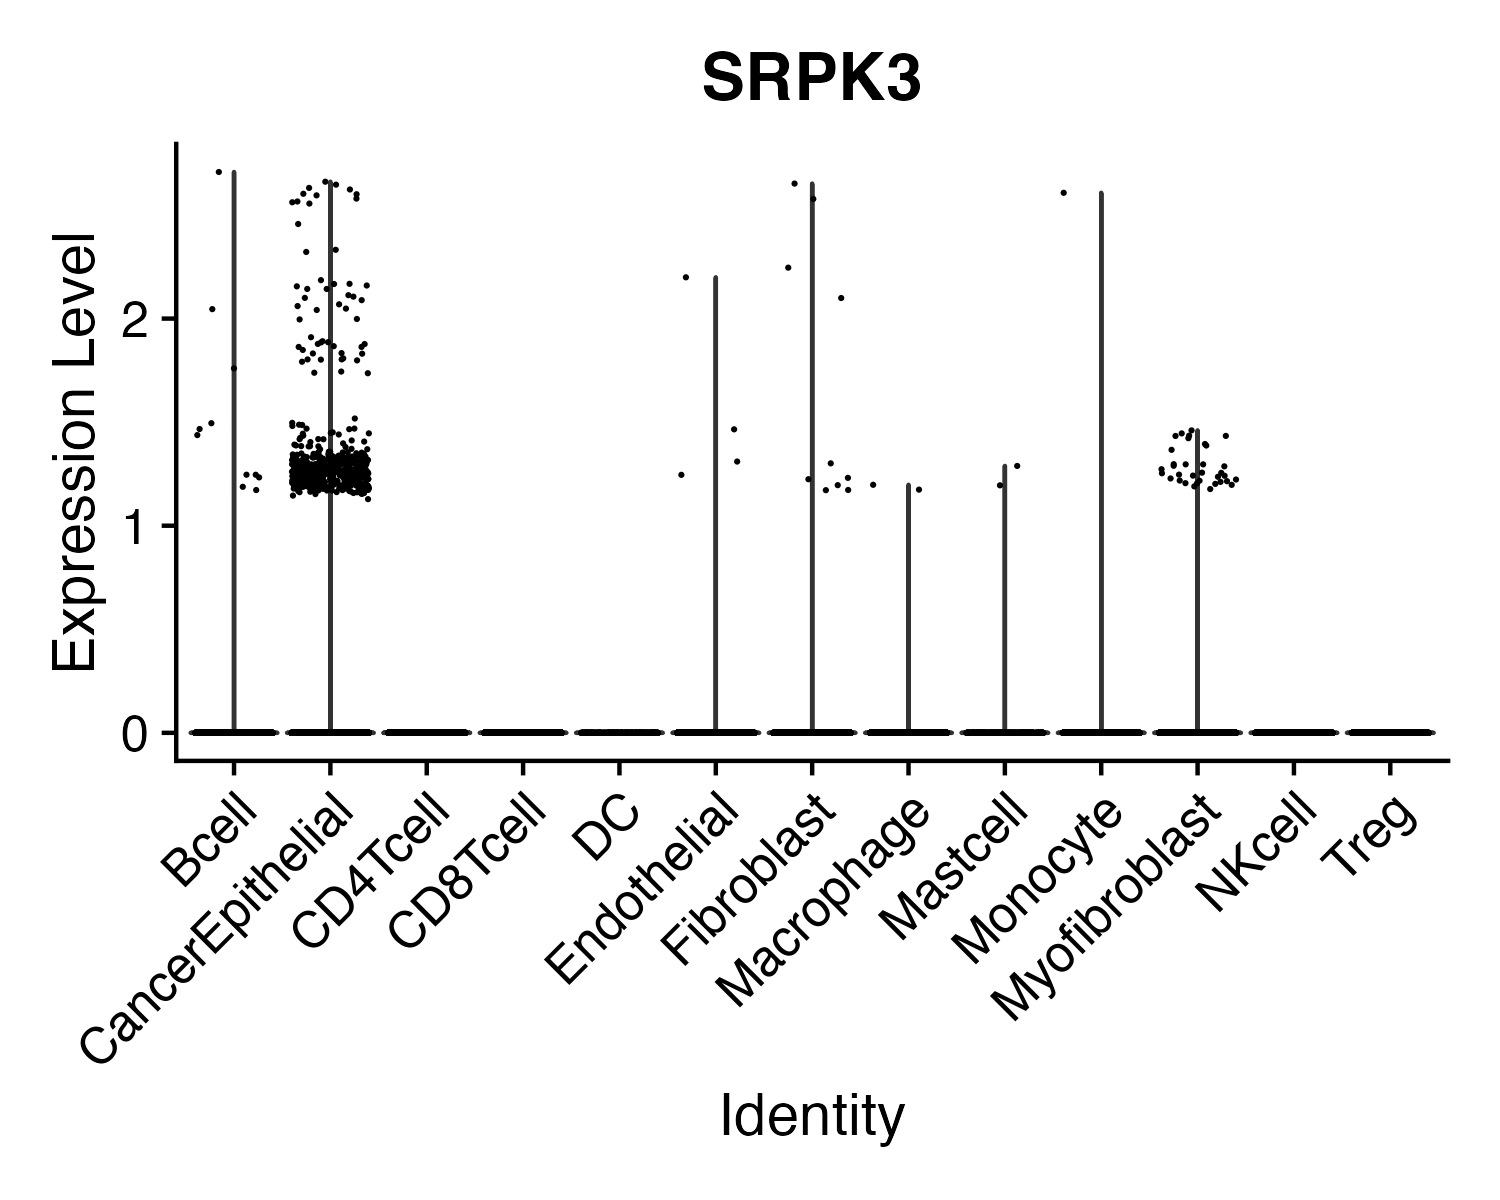 SRPK3
Expression Level
2
1
0
Bcell
CancerEpithelial
CD4Tcell
CD8Tcell
DC
Endothelial
Fibroblast
Macrophage
Mastcell
Monocyte
Myofibroblast
NKcell
Treg
Identity